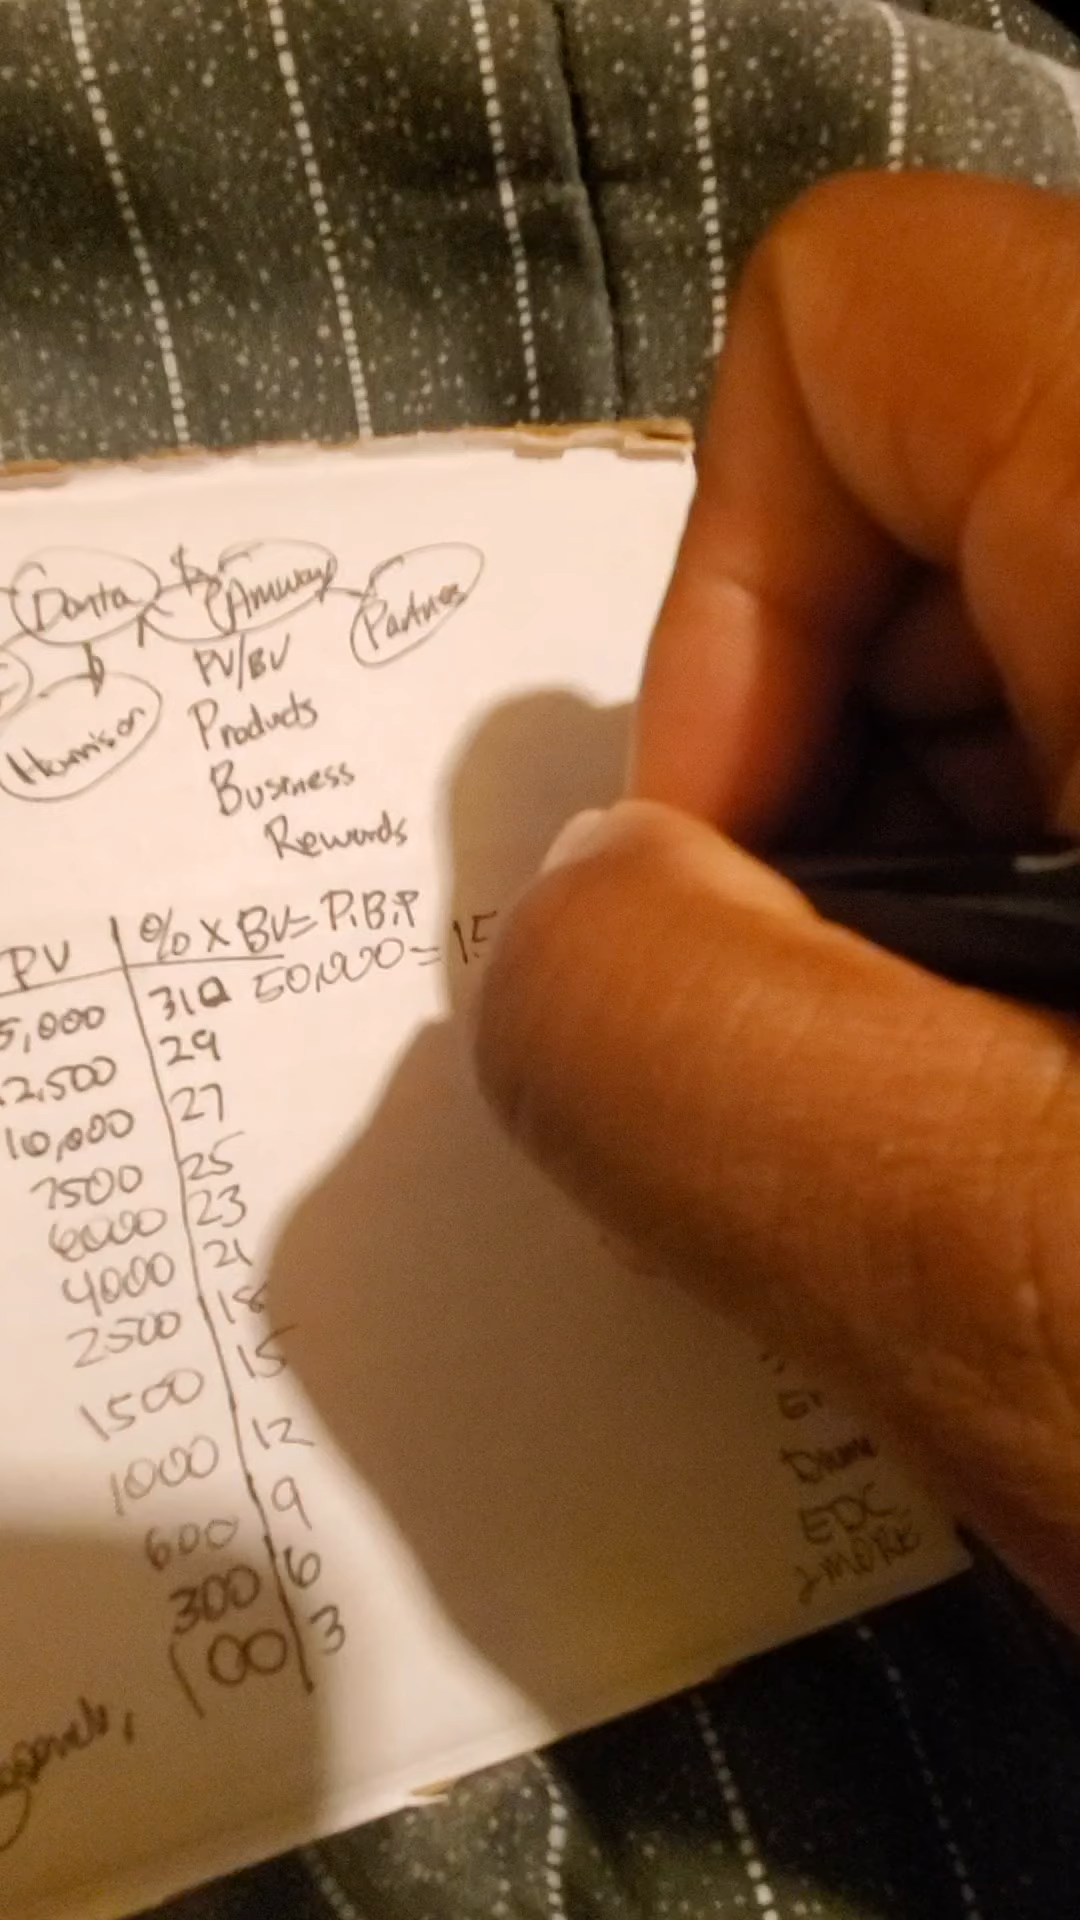 Donta $ Amway Partner
Harrison
PV/BV
Products
Business
Rewards
PV % X BV= P.B.P
5,000 31% 50,000 = 15
2,500 29
10,000 27
7500 25
6000 23
4000 21
2500 18
1500 15
1000 12
600 9
300 6
100 3
EDC
+MORE